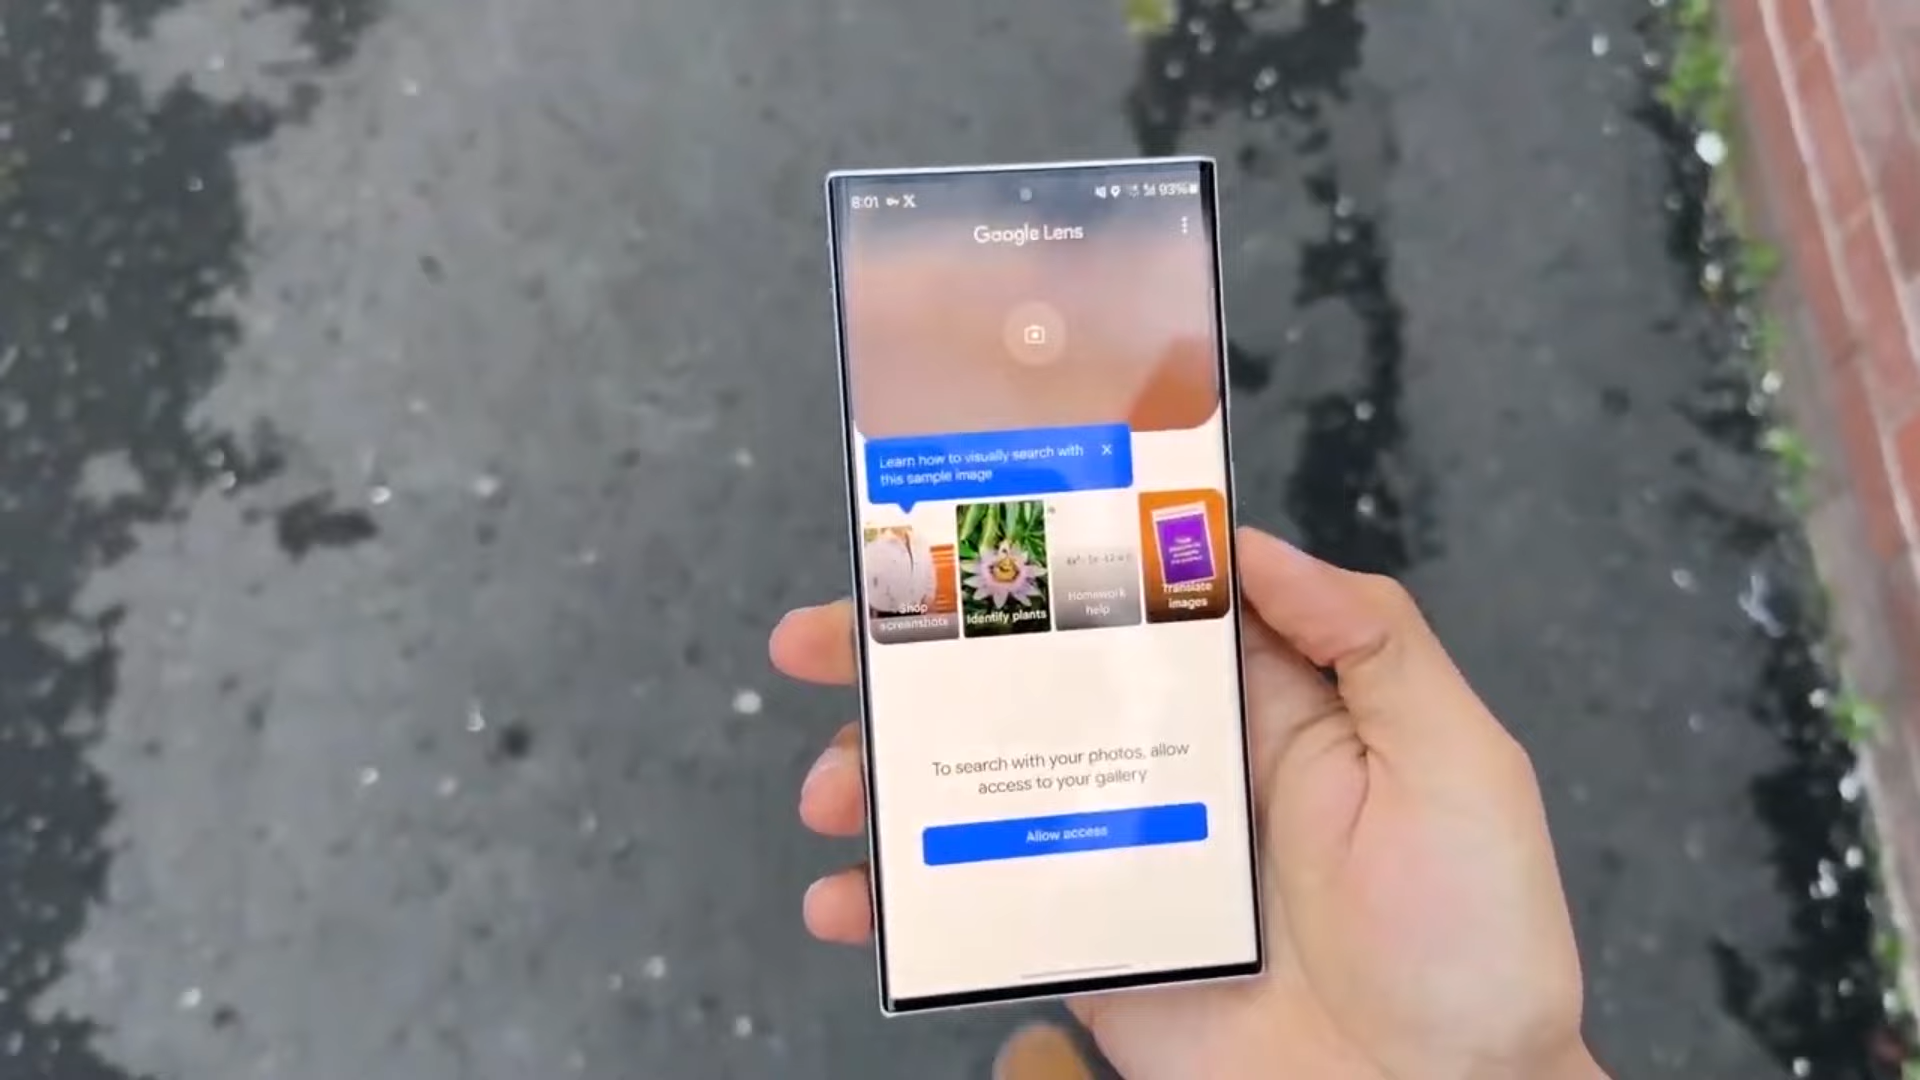 8:01 X 93%
Google Lens
Learn how to visually search with
this sample image
Shop
screenshots
Identify plants
Homework
help
Translate
images
To search with your photos, allow
access to your gallery
Allow access